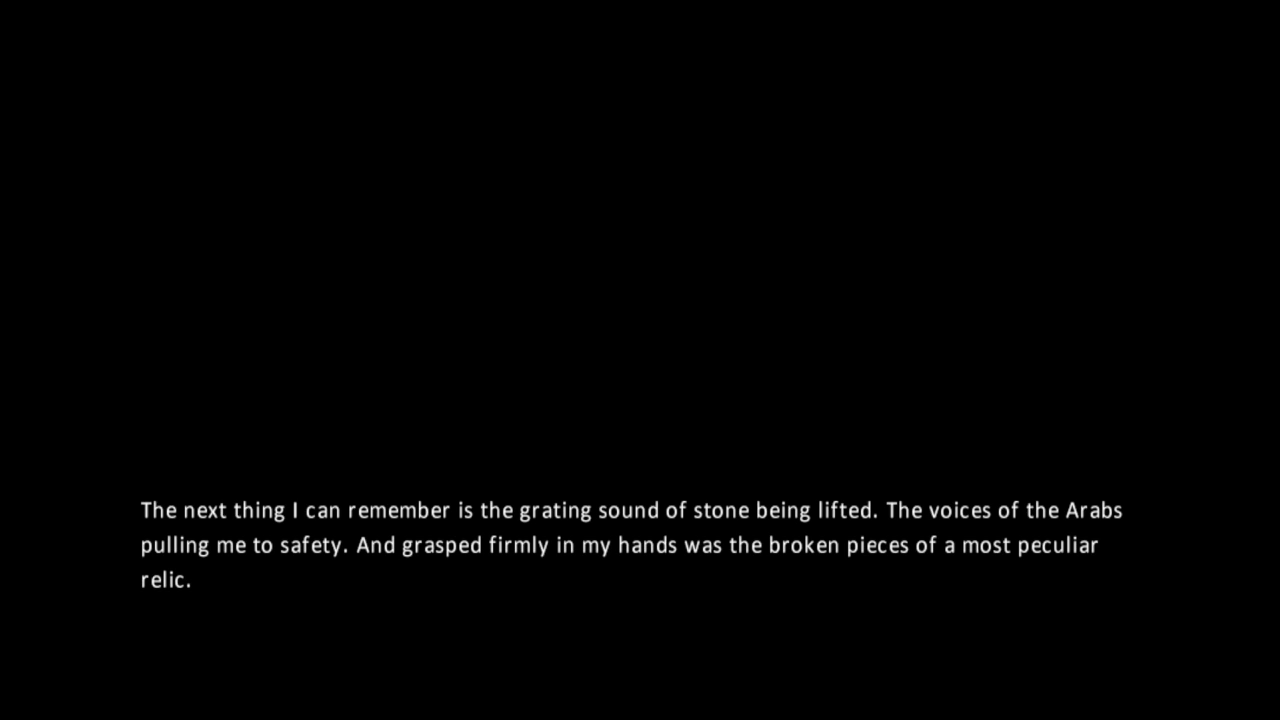 The next thing I can remember is the grating sound of stone being lifted. The voices of the Arabs
pulling me to safety. And grasped firmly in my hands was the broken pieces of a most peculiar
relic.